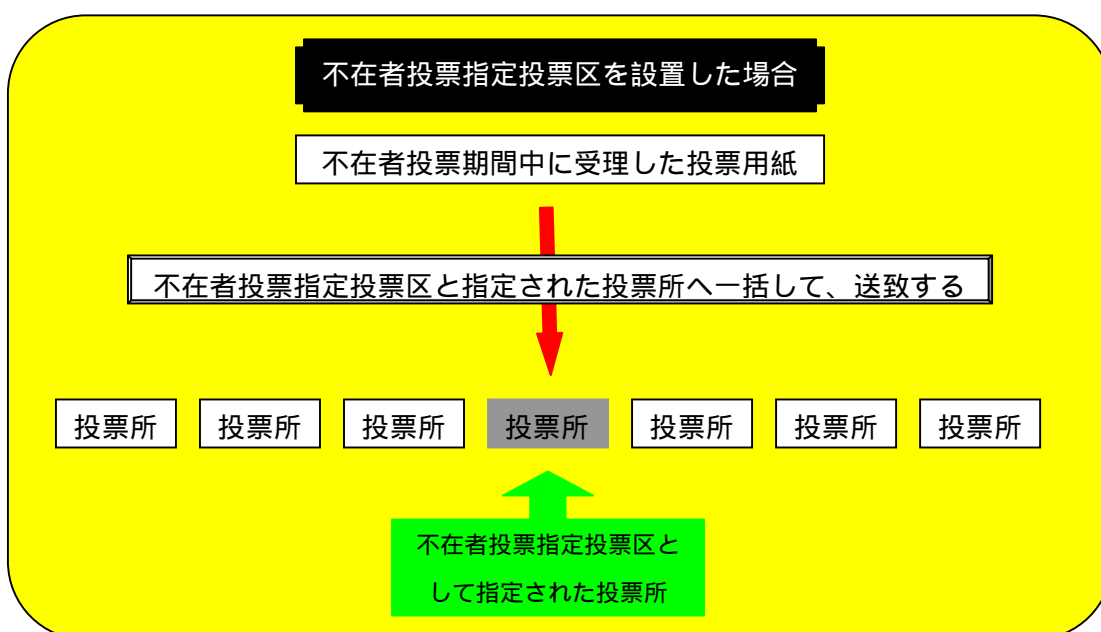 不在者投票指定投票区を設置した場合
不在者投票期間中に受理した投票用紙
不在者投票指定投票区と指定された投票所へ一括して、送致する
投票所 投票所 投票所 投票所 投票所 投票所 投票所
不在者投票指定投票区と
して指定された投票所